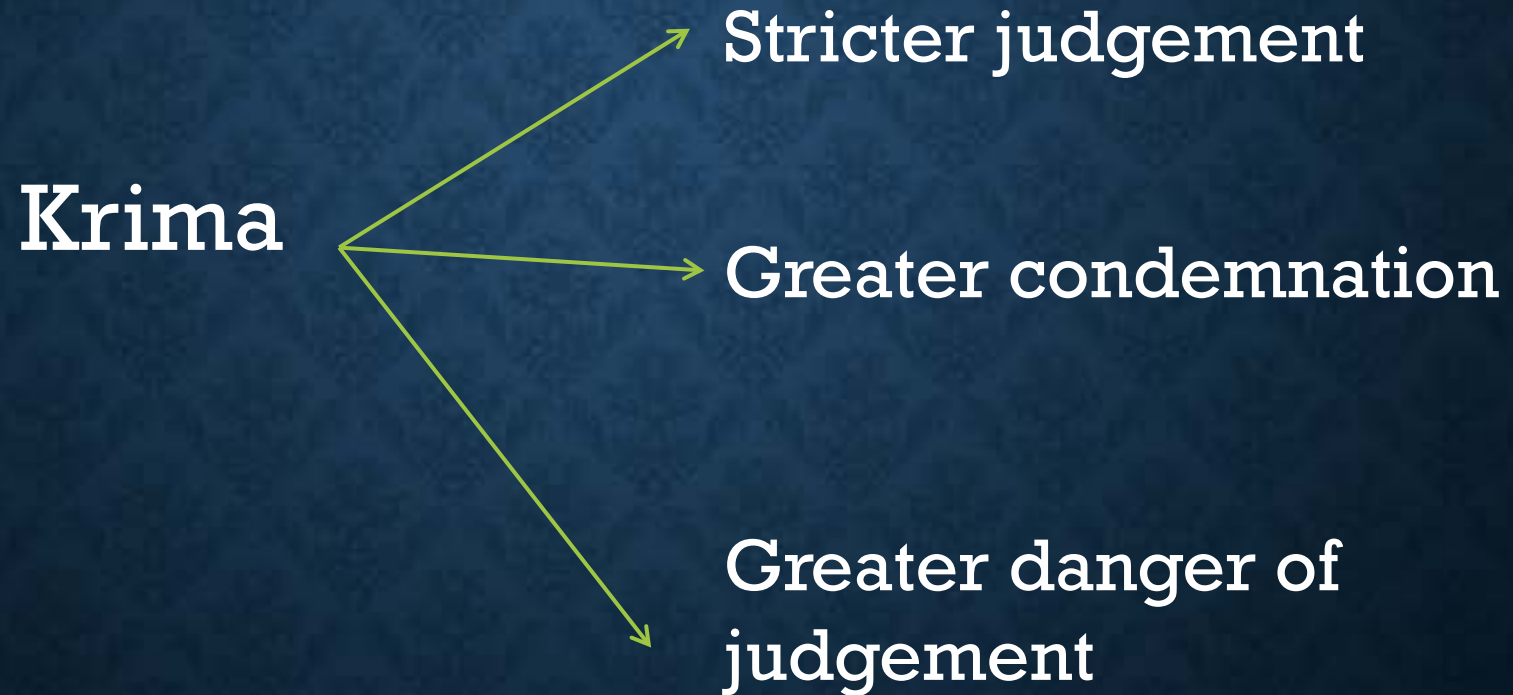 Stricter judgement
Krima
Greater condemnation
Greater danger of
judgement